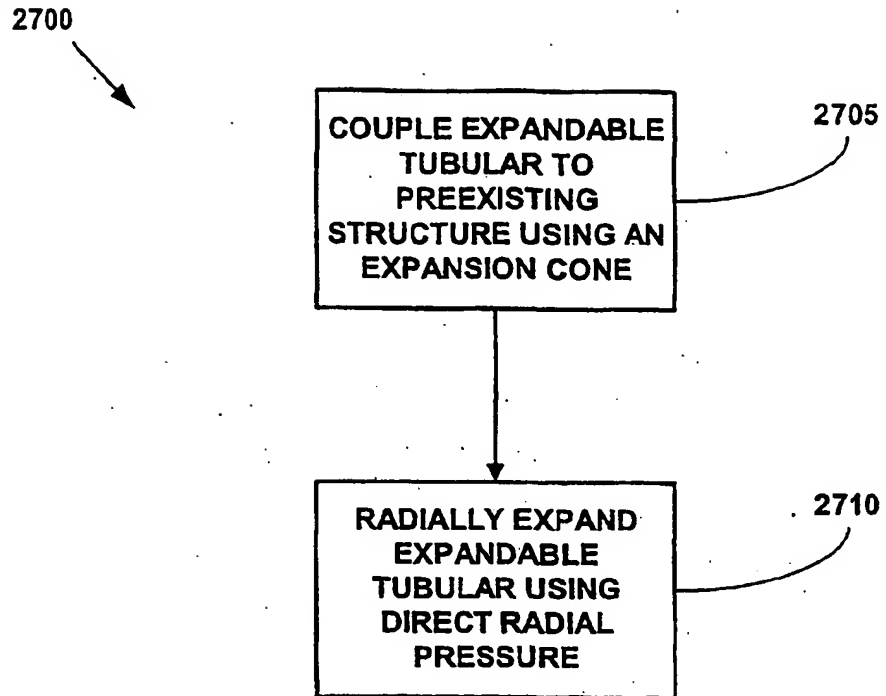 2700
COUPLE EXPANDABLE
TUBULAR TO
PREEXISTING
STRUCTURE USING AN
EXPANSION CONE
2705
RADIALLY EXPAND
EXPANDABLE
TUBULAR USING
DIRECT RADIAL
PRESSURE
2710